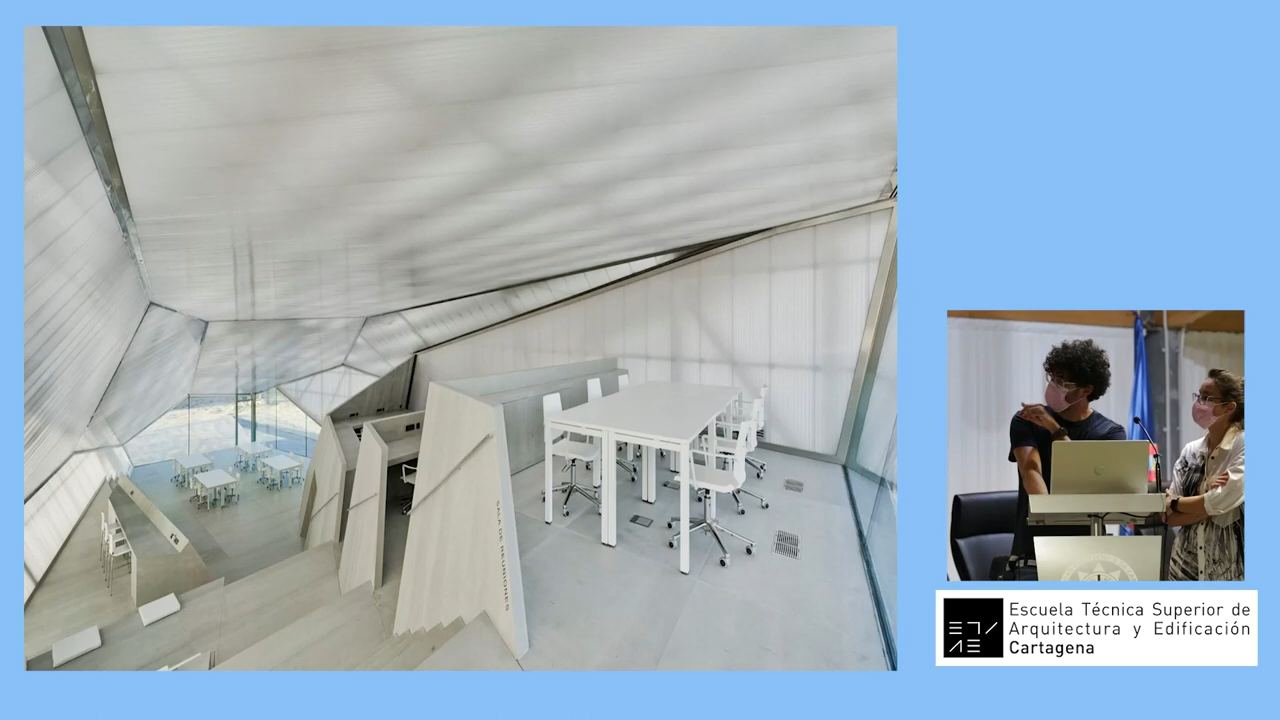 SALA DE REUNIONES
Escuela Técnica Superior de
Arquitectura y Edificación
Cartagena